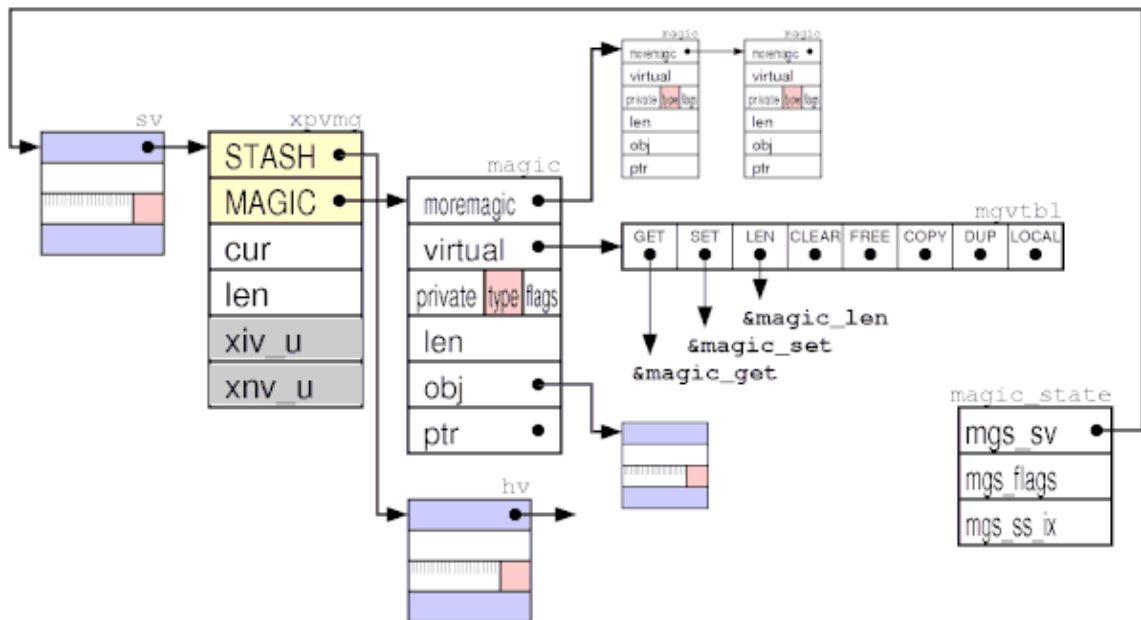 magic
moremagic
virtual
private type flags
len
obj
ptr
magic
moremagic
virtual
private type flags
len
obj
ptr
sv
xpvmg
STASH
MAGIC
cur
len
xiv_u
xnv_u
magic
moremagic
virtual
private type flags
len
obj
ptr
mgvtbl
GET SET LEN CLEAR FREE COPY DUP LOCAL
&magic_len
&magic_set
&magic_get
magic_state
mgs_sv
mgs_flags
mgs_ss_ix
hv